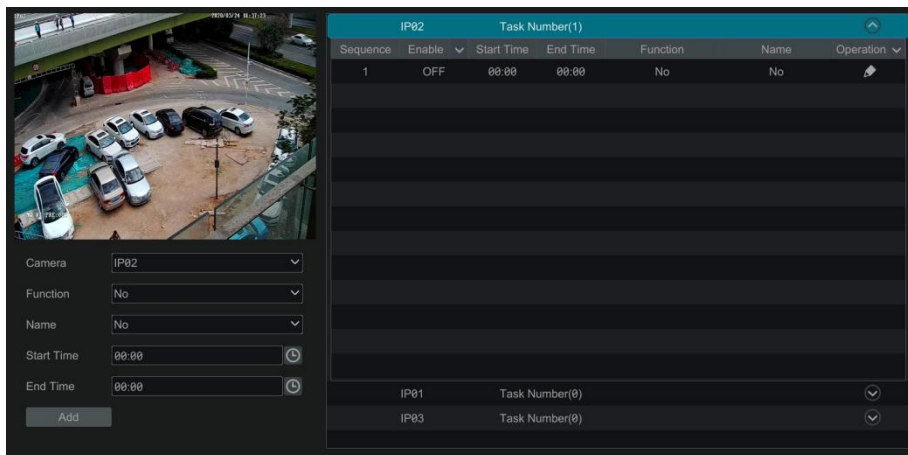 IP02 Task Number(1)
Sequence Enable Start Time End Time Function Name Operation
1 OFF 00:00 00:00 No No
Camera IP02
Function No
Name No
Start Time 00:00
End Time 00:00
Add
IP01 Task Number(0)
IP03 Task Number(0)